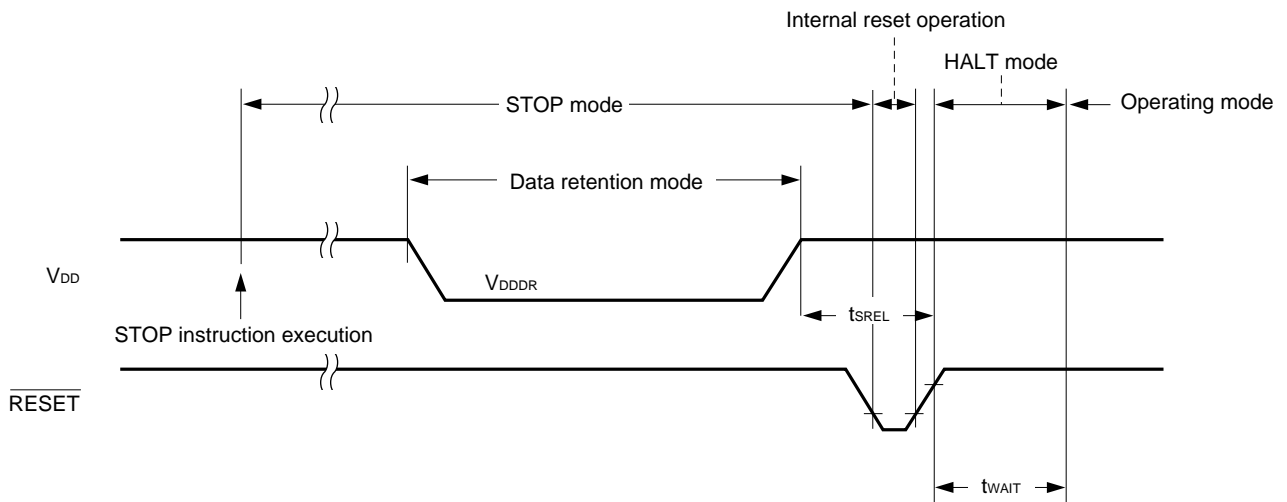 Internal reset operation
HALT mode
STOP mode
Operating mode
Data retention mode
VDD
VDDDR
STOP instruction execution
tSREL
RESET
tWAIT